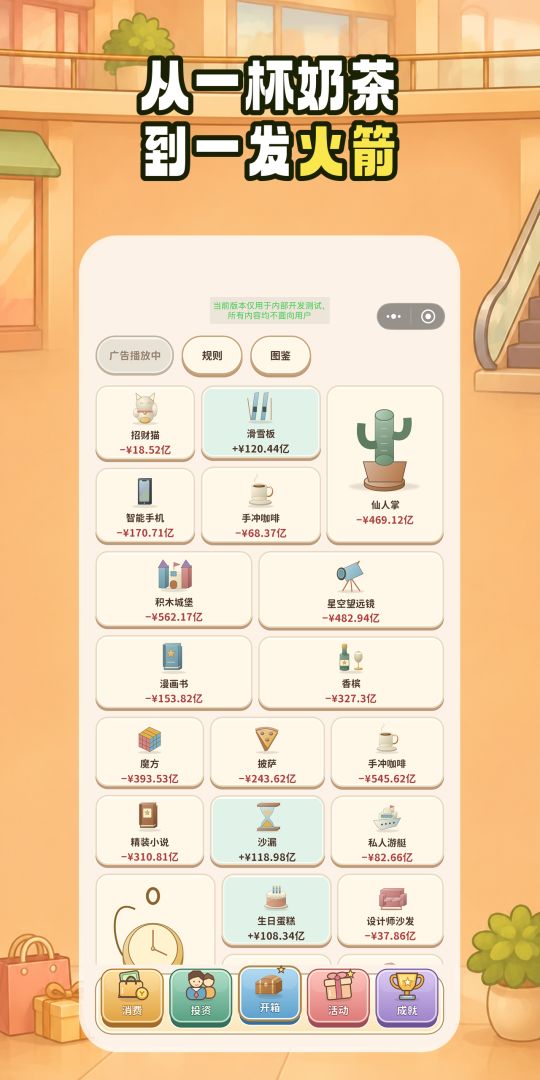 从一杯奶茶
到一发火箭
当前版本仅用于内部开发测试，
所有内容均不面向用户
广告播放中
规则
图鉴
招财猫
-¥18.52亿
滑雪板
+¥120.44亿
仙人掌
-¥469.12亿
智能手机
-¥170.71亿
手冲咖啡
-¥68.37亿
积木城堡
-¥562.17亿
星空望远镜
-¥482.94亿
漫画书
-¥153.82亿
香槟
-¥327.3亿
魔方
-¥393.53亿
披萨
-¥243.62亿
手冲咖啡
-¥545.62亿
精装小说
-¥310.81亿
沙漏
+¥118.98亿
私人游艇
-¥82.66亿
生日蛋糕
+¥108.34亿
设计师沙发
-¥37.86亿
消费
投资
开箱
活动
成就